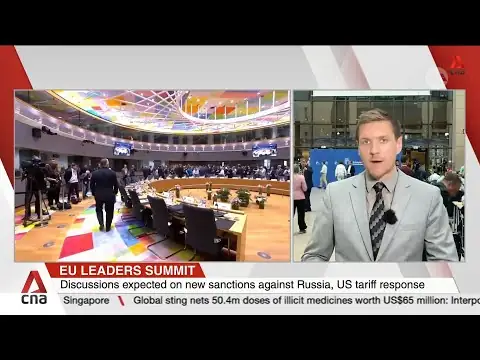 cna
EU LEADERS SUMMIT
Discussions expected on new sanctions against Russia, US tariff response
cna
Singapore > Global sting nets 50.4m doses of illicit medicines worth US$65 million: Interpo